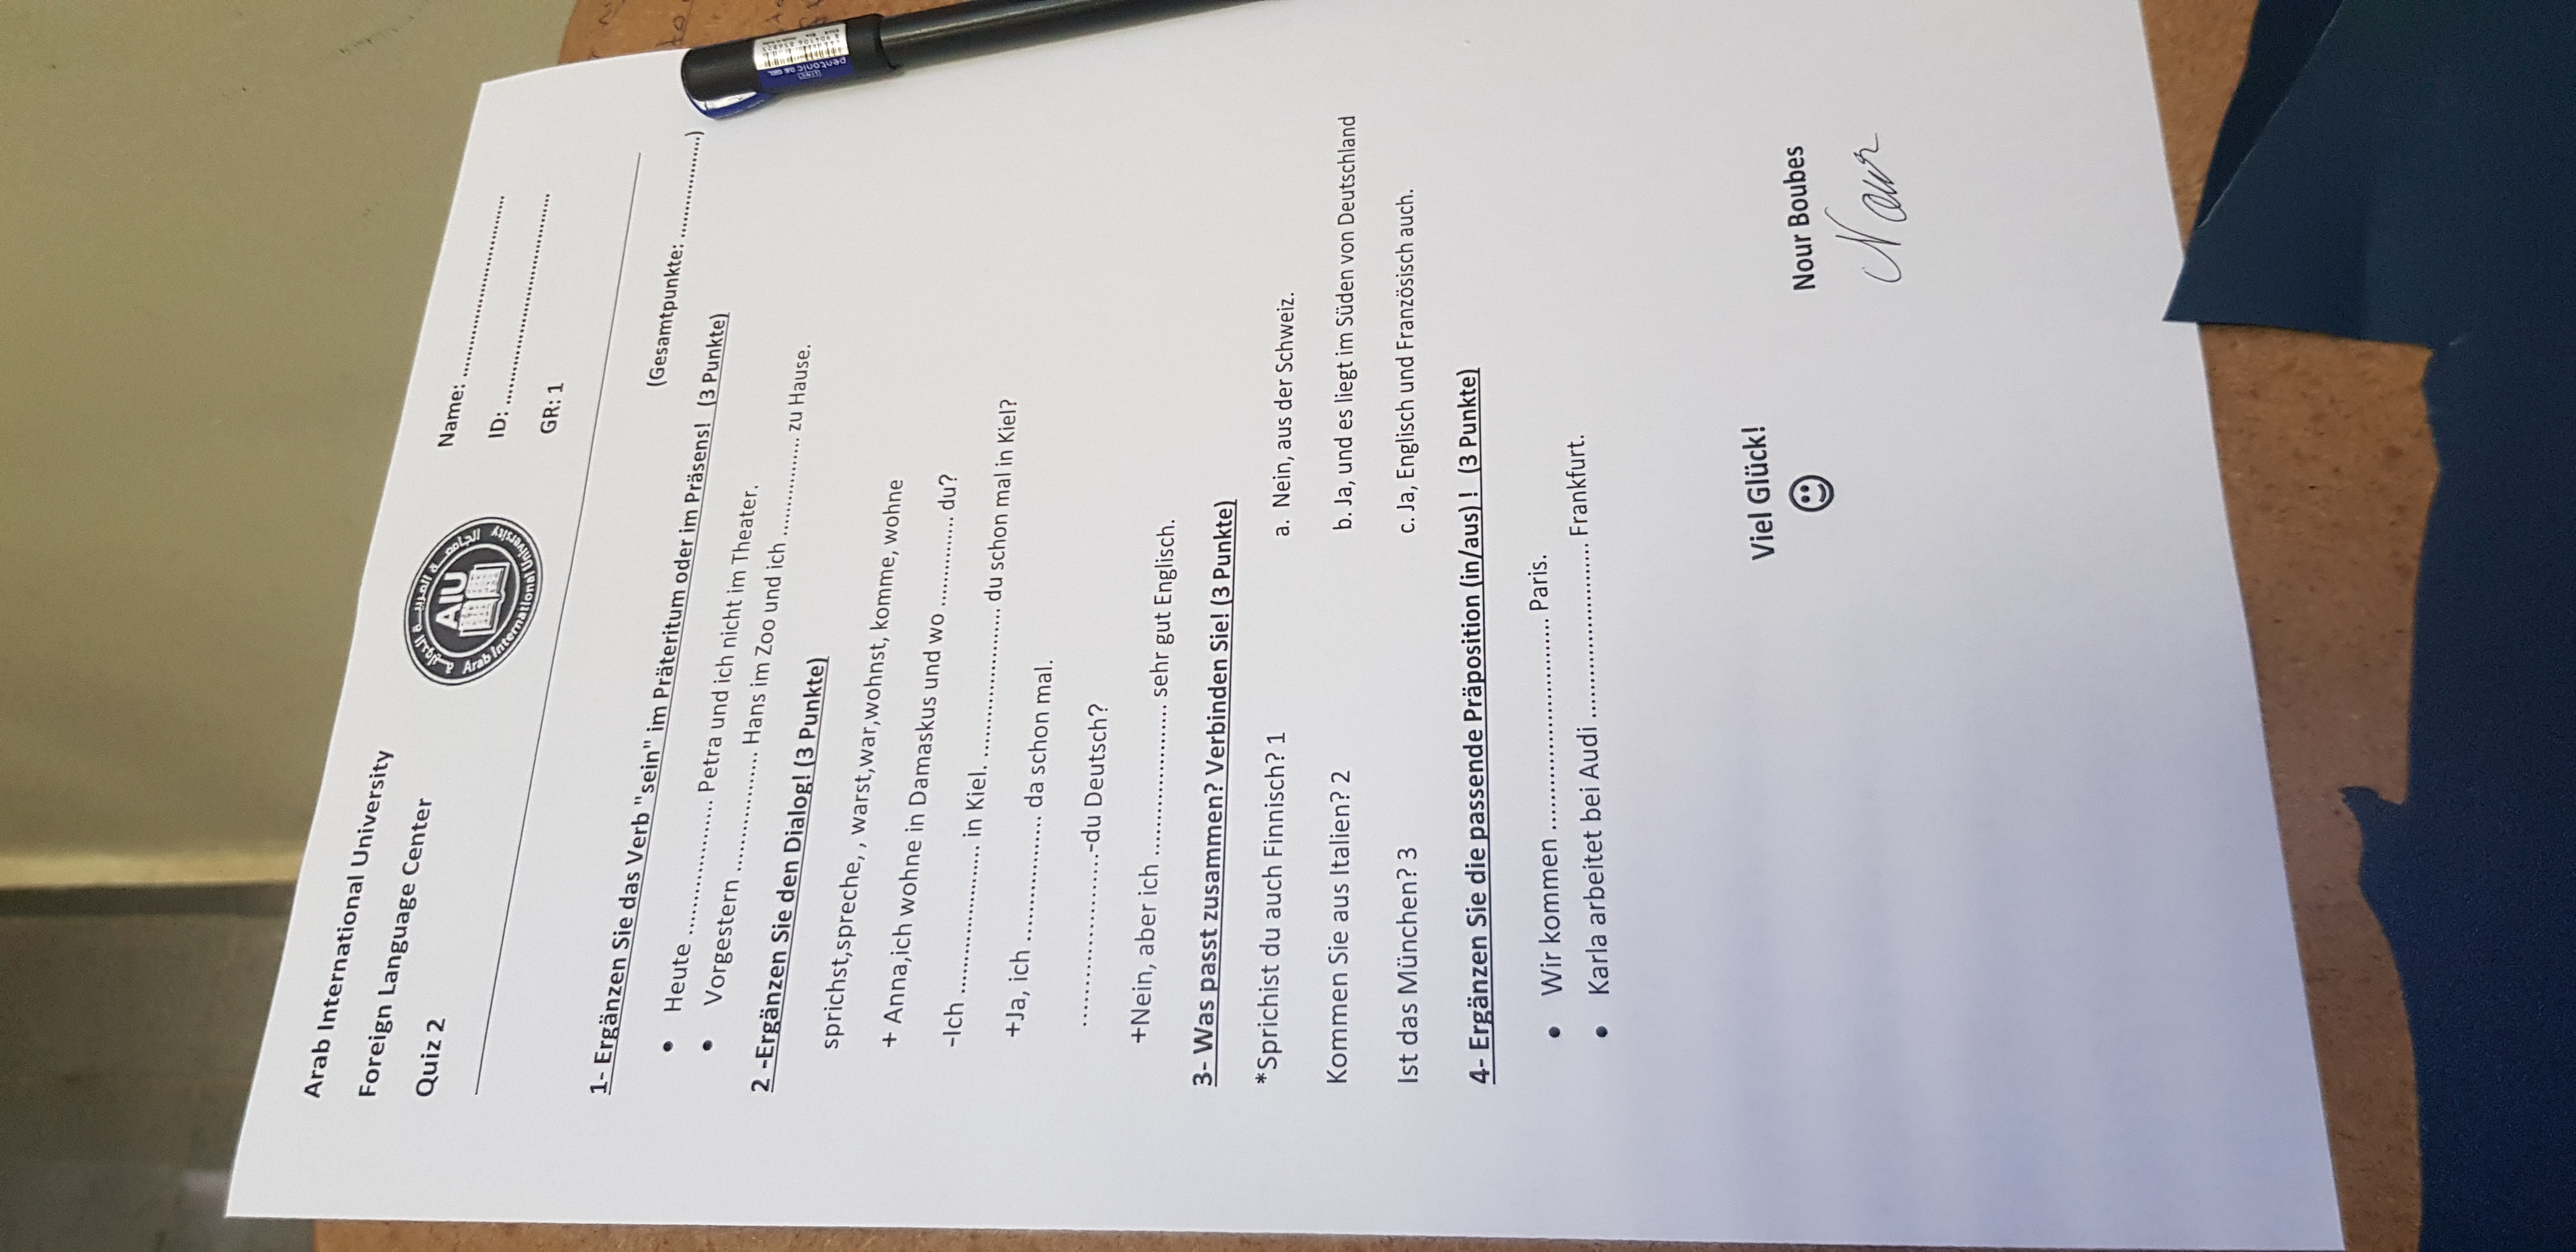 Arab International University
Foreign Language Center
Quiz 2
AIU
Arab International University
Name: ........................
ID: ........................
GR: 1
(Gesamtpunkte: ...............)
1- Ergänzen Sie das Verb "sein" im Präteritum oder im Präsens! (3 Punkte)
• Heute ............... Petra und ich nicht im Theater.
• Vorgestern ............... Hans im Zoo und ich ............... zu Hause.
2 -Ergänzen Sie den Dialog! (3 Punkte)
sprichst,spreche, , warst,war,wohnst, komme, wohne
+ Anna,ich wohne in Damaskus und wo ............... du?
-Ich .................. in Kiel. .................. du schon mal in Kiel?
+Ja, ich .................. da schon mal.
..................-du Deutsch?
+Nein, aber ich .................. sehr gut Englisch.
3- Was passt zusammen? Verbinden Sie! (3 Punkte)
*Sprichist du auch Finnisch? 1 a. Nein, aus der Schweiz.
Kommen Sie aus Italien? 2 b. Ja, und es liegt im Süden von Deutschland
Ist das München? 3 c. Ja, Englisch und Französisch auch.
4- Ergänzen Sie die passende Präposition (in/aus) ! (3 Punkte)
• Wir kommen ........................ Paris.
• Karla arbeitet bei Audi ........................ Frankfurt.
Viel Glück!
Nour Boubes
Nour
pentonic